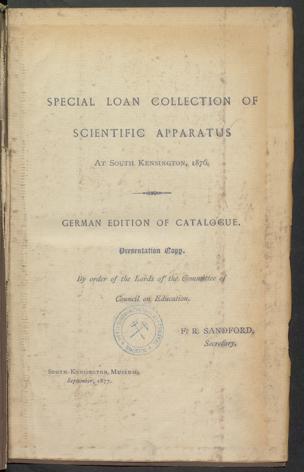 SPECIAL LOAN COLLECTION OF
SCIENTIFIC APPARATUS
AT SOUTH KENSINGTON, 1876.
GERMAN EDITION OF CATALOGUE.
Presentation Copy.
By order of the Lords of the Committee of
Council on Education.
F. R. SANDFORD,
Secretary.
SOUTH KENSINGTON, MUSEUM,
September, 1877.